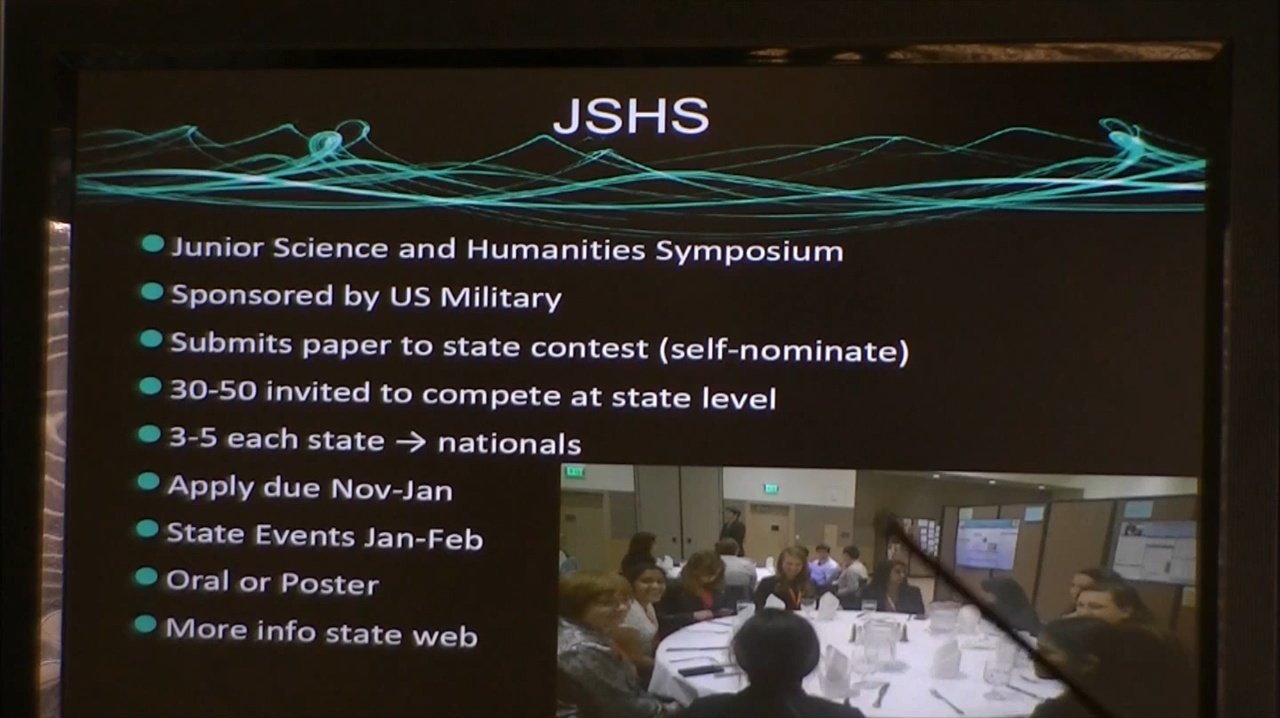 JSHS
Junior Science and Humanities Symposium
Sponsored by US Military
Submits paper to state contest (self-nominate)
30-50 invited to compete at state level
3-5 each state → nationals
Apply due Nov-Jan
State Events Jan-Feb
Oral or Poster
More info state web
EXIT
EXIT